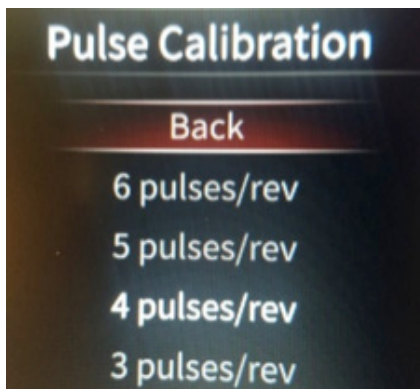 Pulse Calibration
Back
6 pulses/rev
5 pulses/rev
4 pulses/rev
3 pulses/rev